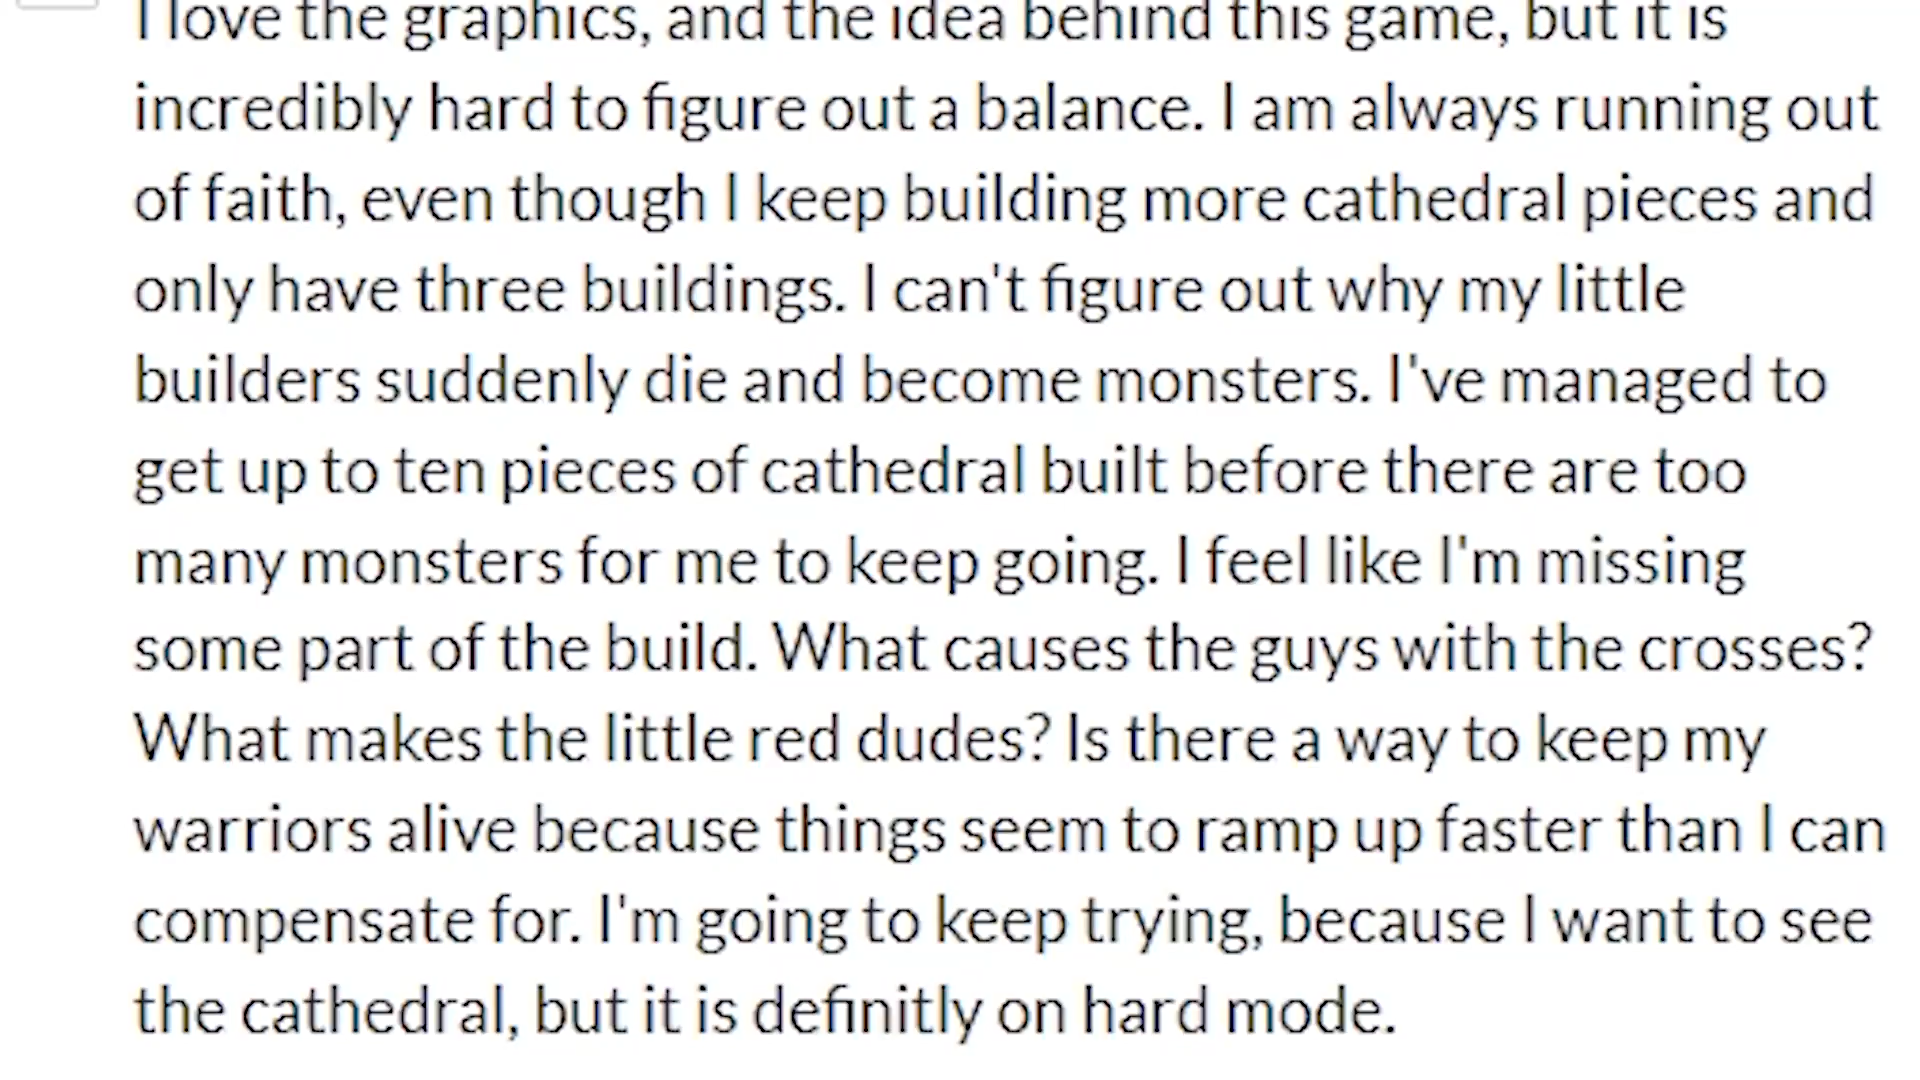 I love the graphics, and the idea behind this game, but it is
incredibly hard to figure out a balance. I am always running out
of faith, even though I keep building more cathedral pieces and
only have three buildings. I can't figure out why my little
builders suddenly die and become monsters. I've managed to
get up to ten pieces of cathedral built before there are too
many monsters for me to keep going. I feel like I'm missing
some part of the build. What causes the guys with the crosses?
What makes the little red dudes? Is there a way to keep my
warriors alive because things seem to ramp up faster than I can
compensate for. I'm going to keep trying, because I want to see
the cathedral, but it is definitly on hard mode.